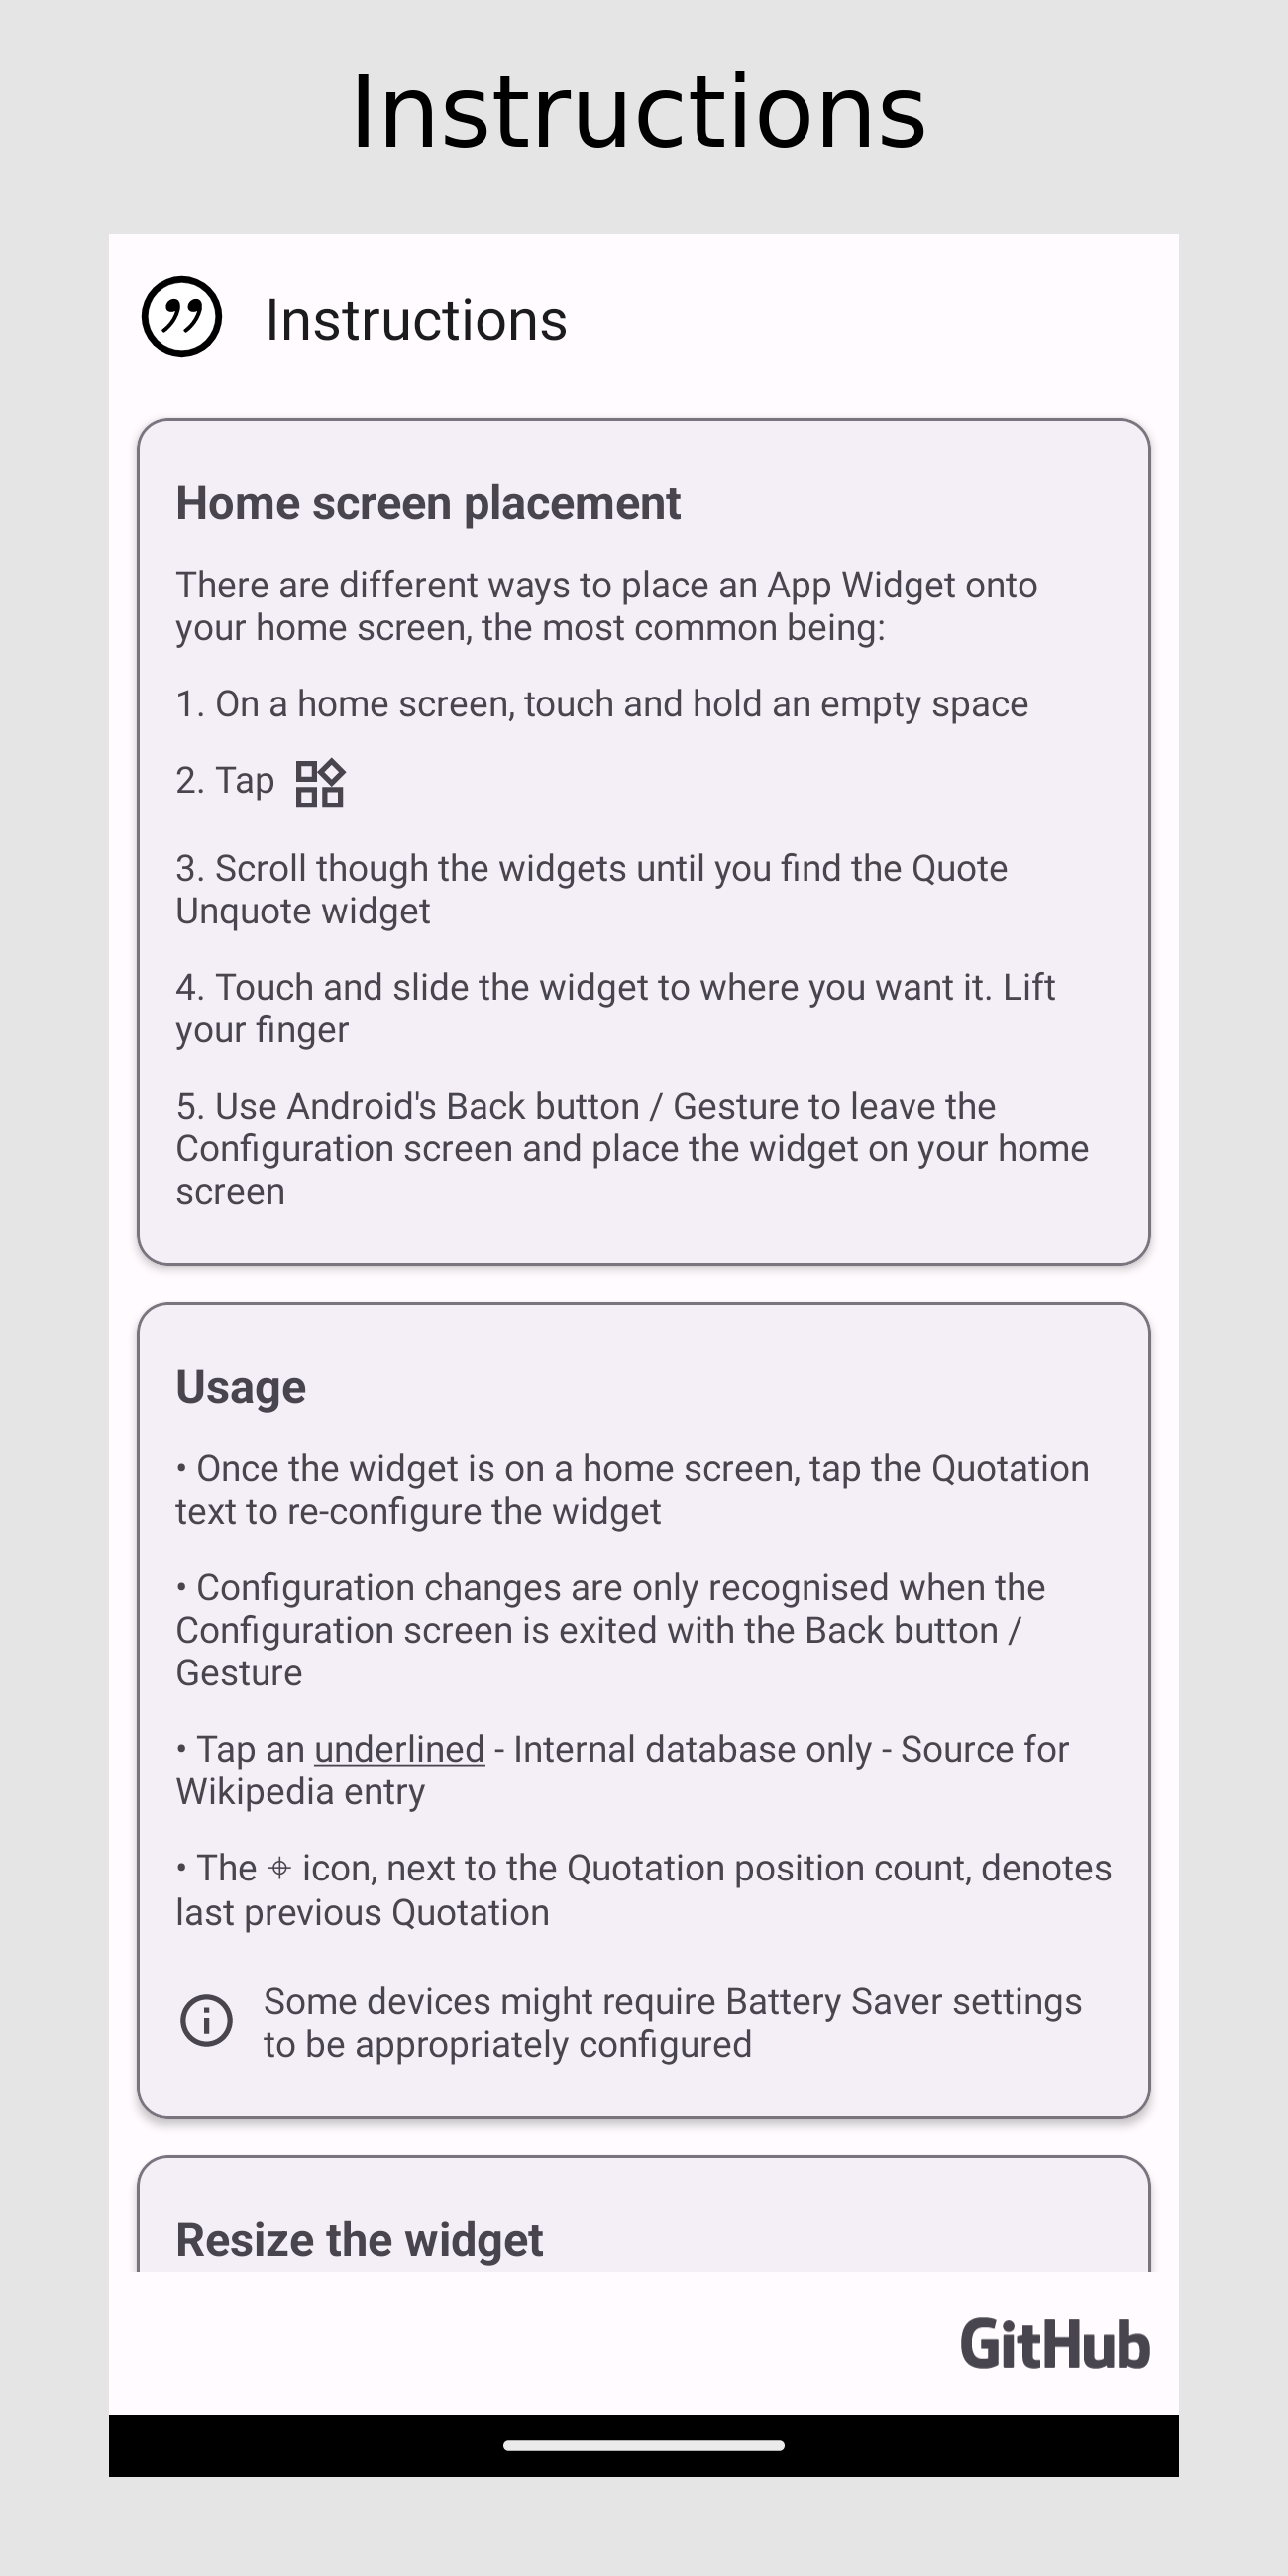 Instructions
Instructions
Home screen placement
There are different ways to place an App Widget onto
your home screen, the most common being:
1. On a home screen, touch and hold an empty space
2. Tap
3. Scroll though the widgets until you find the Quote
Unquote widget
4. Touch and slide the widget to where you want it. Lift
your finger
5. Use Android's Back button / Gesture to leave the
Configuration screen and place the widget on your home
screen
Usage
• Once the widget is on a home screen, tap the Quotation
text to re-configure the widget
• Configuration changes are only recognised when the
Configuration screen is exited with the Back button /
Gesture
• Tap an underlined - Internal database only - Source for
Wikipedia entry
• The ⌖ icon, next to the Quotation position count, denotes
last previous Quotation
Some devices might require Battery Saver settings
to be appropriately configured
Resize the widget
GitHub